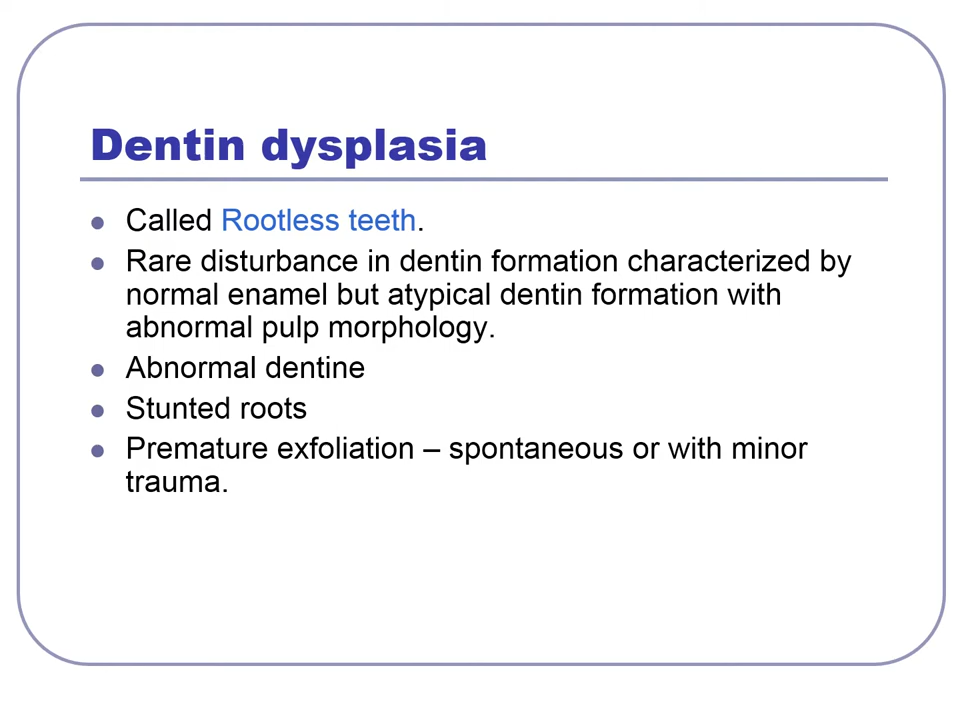 Dentin dysplasia
Called Rootless teeth.
Rare disturbance in dentin formation characterized by
normal enamel but atypical dentin formation with
abnormal pulp morphology.
Abnormal dentine
Stunted roots
Premature exfoliation – spontaneous or with minor
trauma.